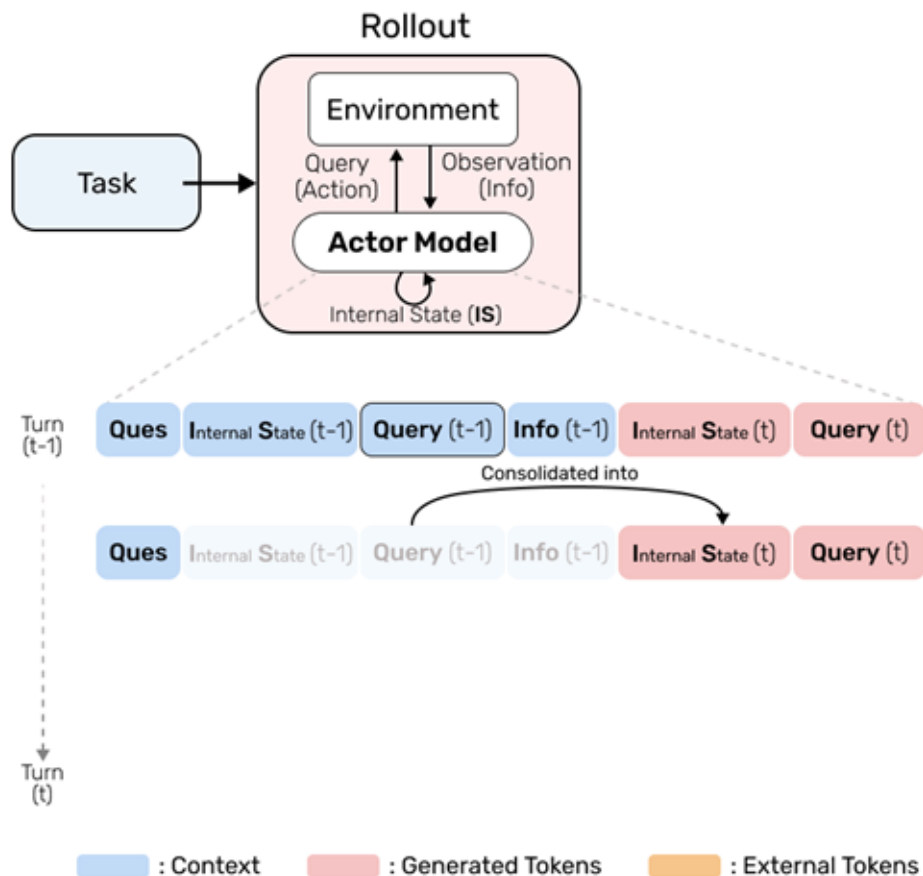 Rollout
Environment
Task
Query
(Action)
Observation
(Info)
Actor Model
Internal State (IS)
Turn
(t-1)
Ques
Internal State (t-1)
Query (t-1)
Info (t-1)
Internal State (t)
Query (t)
Consolidated into
Ques
Internal State (t-1)
Query (t-1)
Info (t-1)
Internal State (t)
Query (t)
Turn
(t)
: Context
: Generated Tokens
: External Tokens